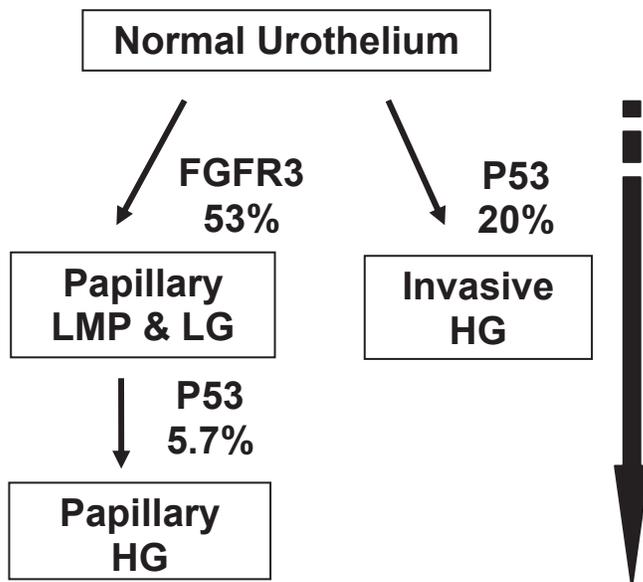 Normal Urothelium
FGFR3
53%
P53
20%
Papillary
LMP & LG
Invasive
HG
P53
5.7%
Papillary
HG